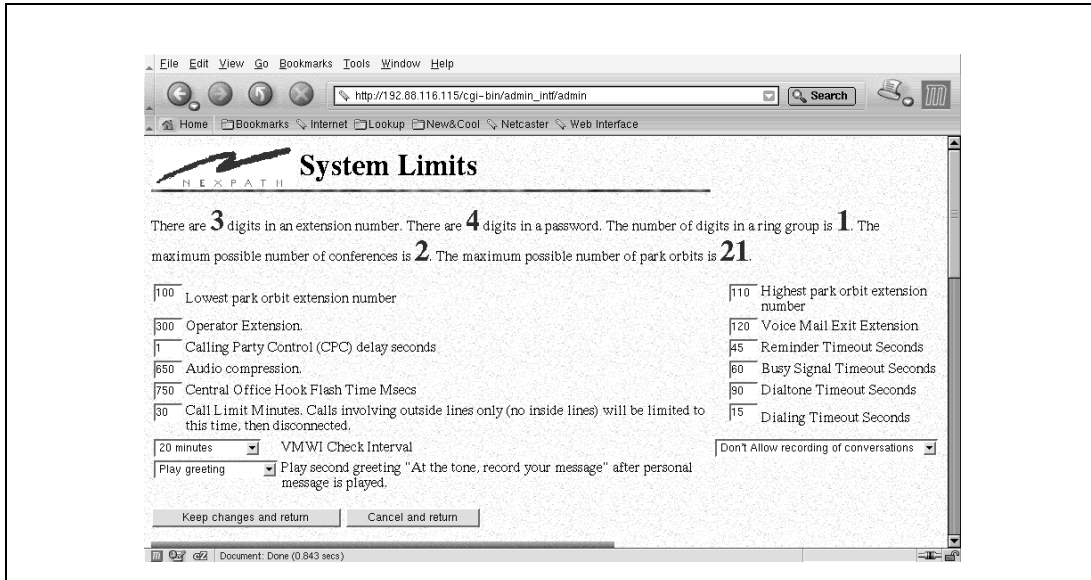 File Edit View Go Bookmarks Tools Window Help
http://192.88.116.115/cgi-bin/admin_intf/admin
Search
Home Bookmarks Internet Lookup New&Cool Netcaster Web Interface
NEXPATH
System Limits
There are 3 digits in an extension number. There are 4 digits in a password. The number of digits in a ring group is 1. The
maximum possible number of conferences is 2. The maximum possible number of park orbits is 21.
100 Lowest park orbit extension number
110 Highest park orbit extension
number
300 Operator Extension.
120 Voice Mail Exit Extension
1 Calling Party Control (CPC) delay seconds
45 Reminder Timeout Seconds
650 Audio compression.
60 Busy Signal Timeout Seconds
750 Central Office Hook Flash Time Msecs
90 Dialtone Timeout Seconds
30 Call Limit Minutes. Calls involving outside lines only (no inside lines) will be limited to
this time, then disconnected.
15 Dialing Timeout Seconds
20 minutes VMWI Check Interval
Don't Allow recording of conversations
Play greeting Play second greeting "At the tone, record your message" after personal
message is played.
Keep changes and return Cancel and return
Document: Done (0.843 secs)